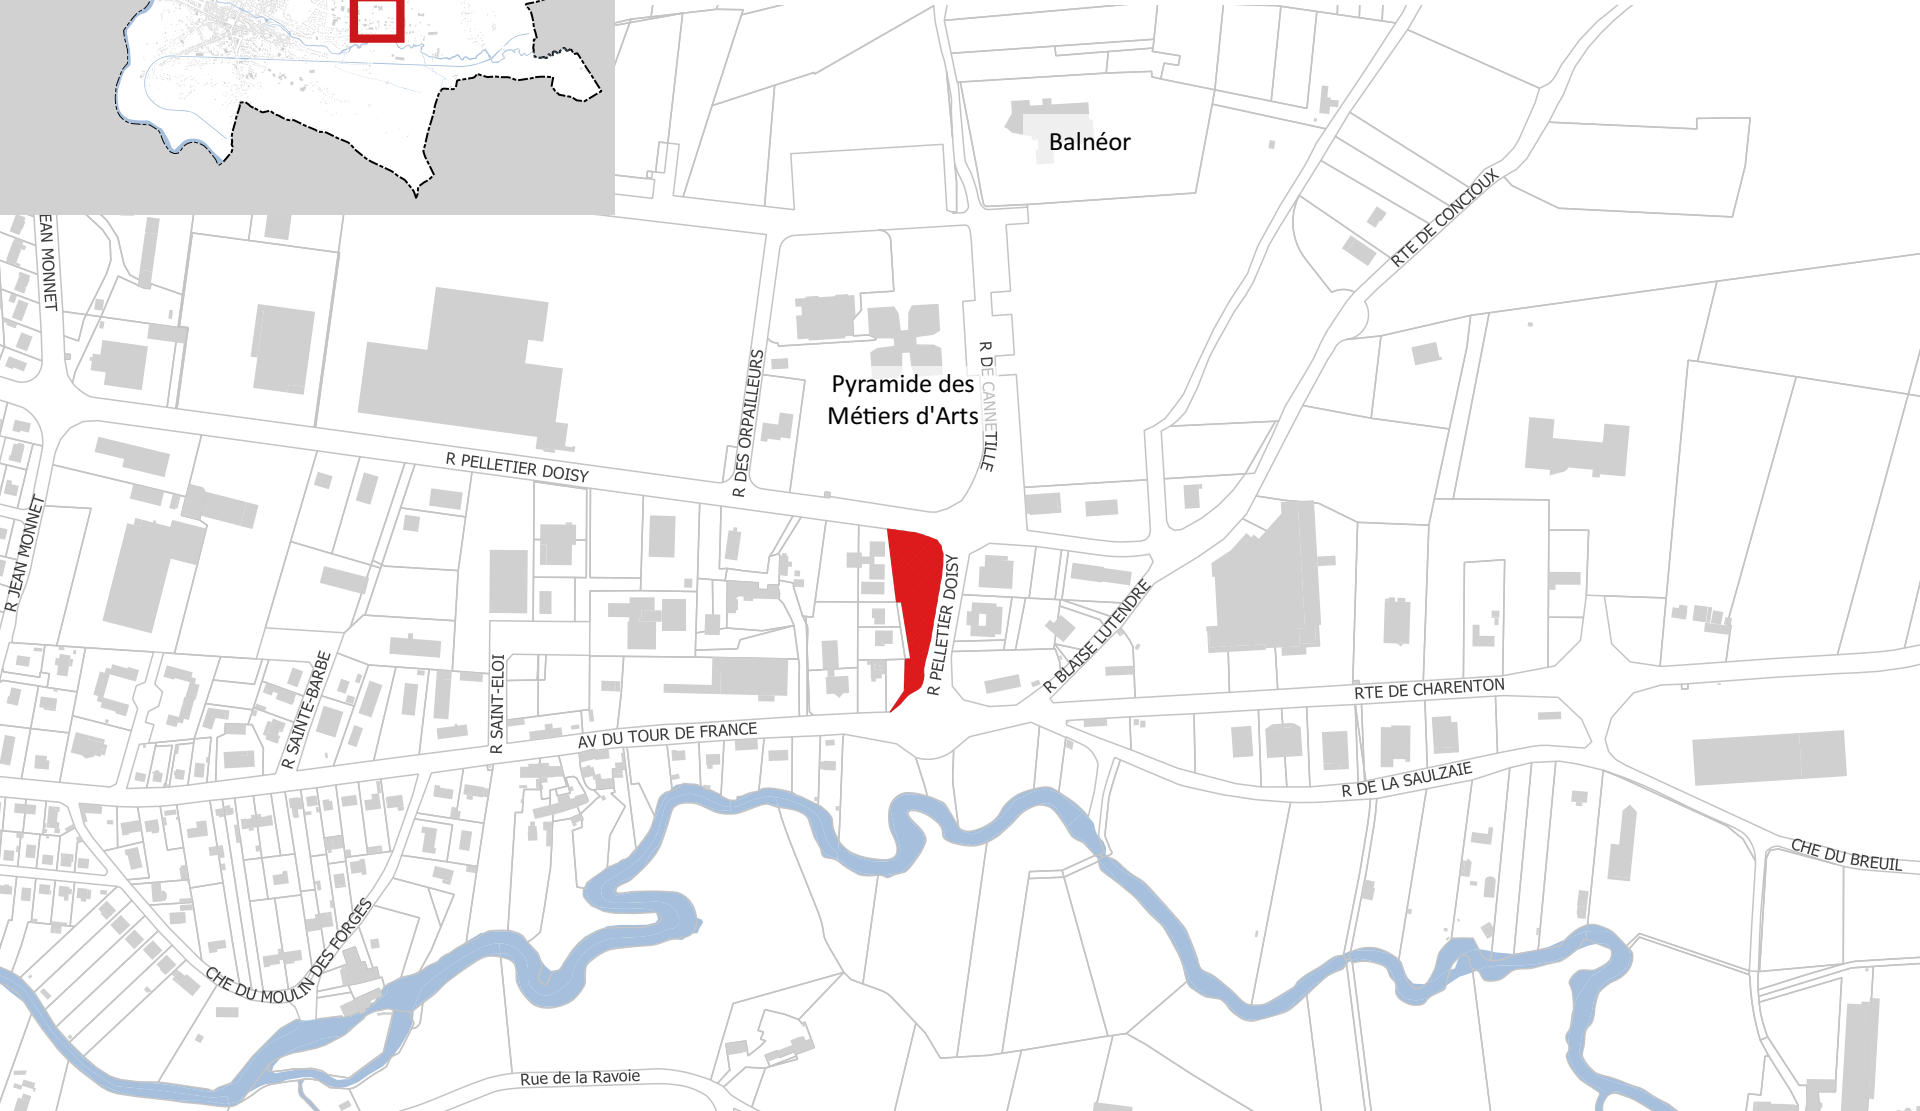 Balnéor
RTE DE CONCIOUX
EAN MONNET
R DES ORPAILLEURS
R DE CANNETILLE
Pyramide des
Métiers d'Arts
R PELLETIER DOISY
R JEAN MONNET
R PELLETIER DOISY
R BLAISE LUTENDRE
R SAINTE-BARBE
R SAINT-ELOI
RTE DE CHARENTON
AV DU TOUR DE FRANCE
R DE LA SAULZAIE
CHE DU BREUIL
CHE DU MOULIN DES FORGES
Rue de la Ravoie